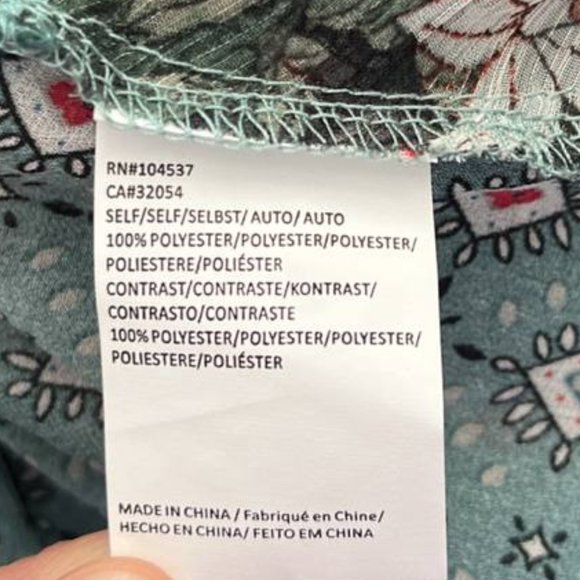 RN#104537
CA#32054
SELF/SELF/SELBST/ AUTO/ AUTO
100% POLYESTER/POLYESTER/POLYESTER/
POLIESTERE/POLIÉSTER
CONTRAST/CONTRASTE/KONTRAST/
CONTRASTO/CONTRASTE
100% POLYESTER/POLYESTER/POLYESTER/
POLIESTERE/POLIÉSTER
MADE IN CHINA / Fabriqué en Chine/
HECHO EN CHINA/ FEITO EM CHINA